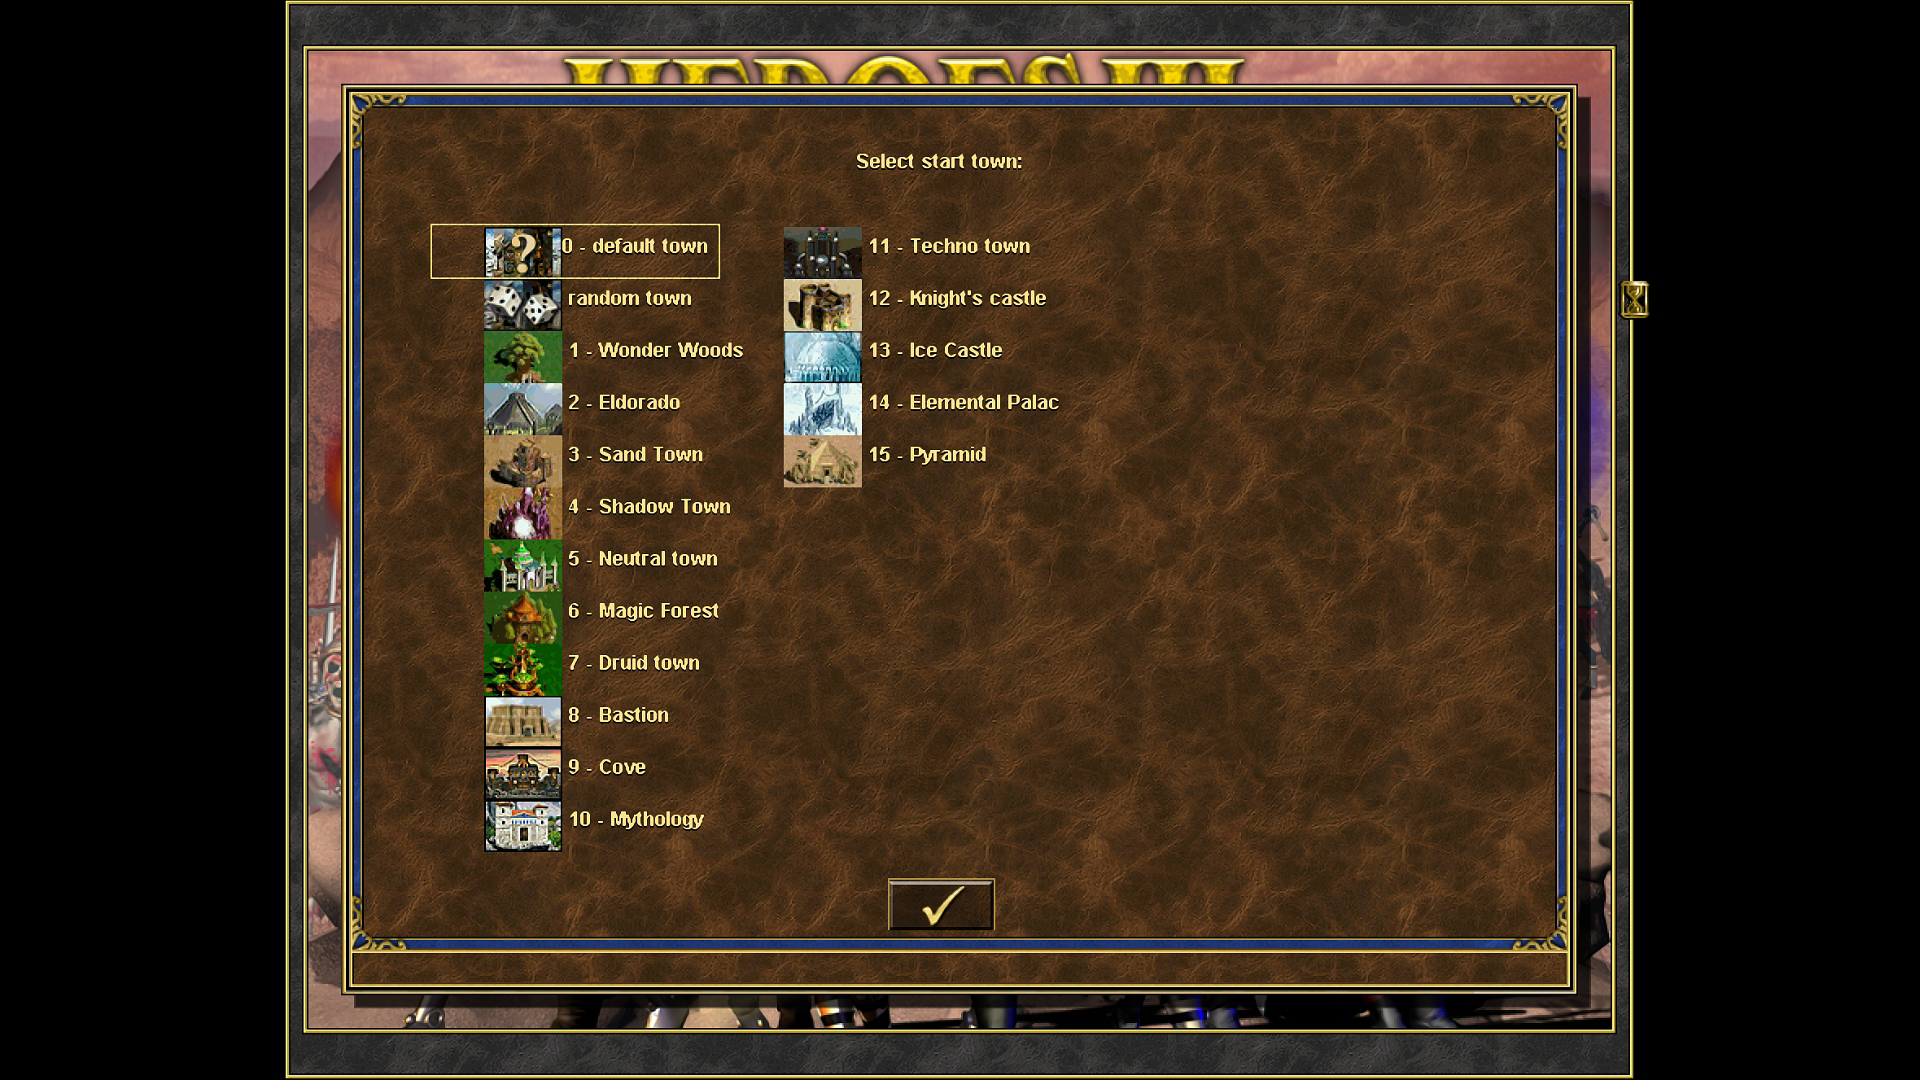 HEROES III
Select start town:
0 - default town
random town
1 - Wonder Woods
2 - Eldorado
3 - Sand Town
4 - Shadow Town
5 - Neutral town
6 - Magic Forest
7 - Druid town
8 - Bastion
9 - Cove
10 - Mythology
11 - Techno town
12 - Knight's castle
13 - Ice Castle
14 - Elemental Palac
15 - Pyramid